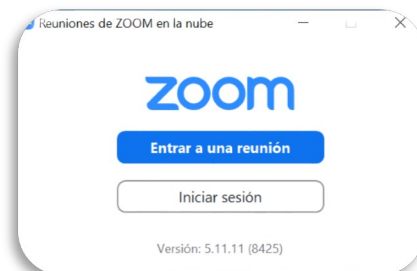 Reuniones de ZOOM en la nube
zoom
Entrar a una reunión
Iniciar sesión
Versión: 5.11.11 (8425)